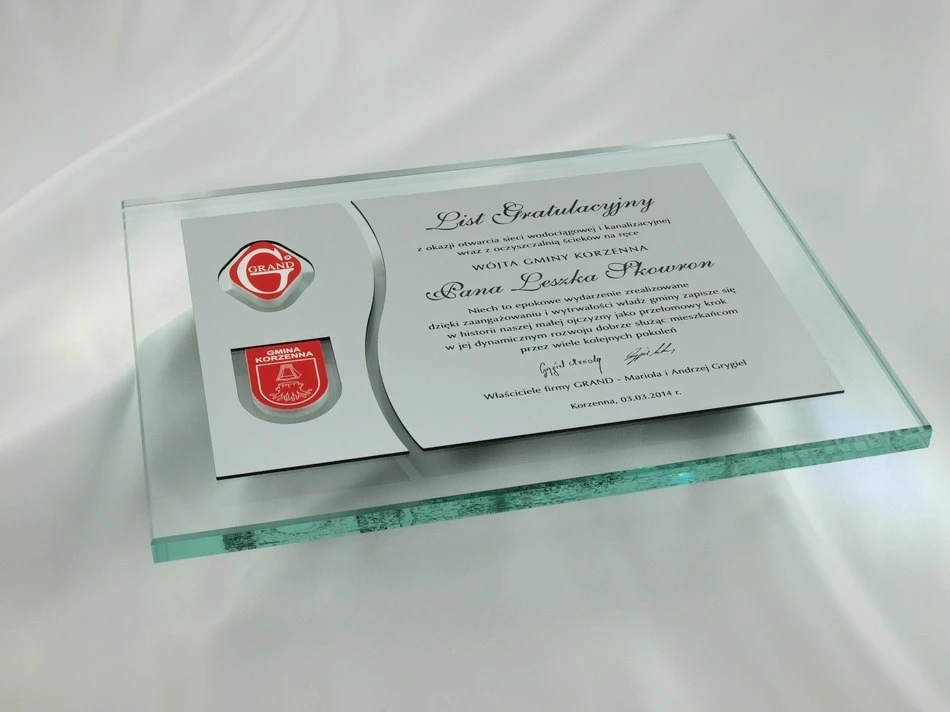 GRAND
GMINA
KORZENNA
List Gratulacyjny
z okazji otwarcia sieci wodociągowej i kanalizacyjnej
wraz z oczyszczalnią ścieków na ręce
WÓJTA GMINY KORZENNA
Pana Leszka Skowron
Niech to epokowe wydarzenie zrealizowane
dzięki zaangażowaniu i wytrwałości władz gminy zapisze się
w historii naszej małej ojczyzny jako przełomowy krok
w jej dynamicznym rozwoju dobrze służąc mieszkańcom
przez wiele kolejnych pokoleń
Właściciele firmy GRAND - Mariola i Andrzej Grygiel
Korzenna, 03.03.2014 r.